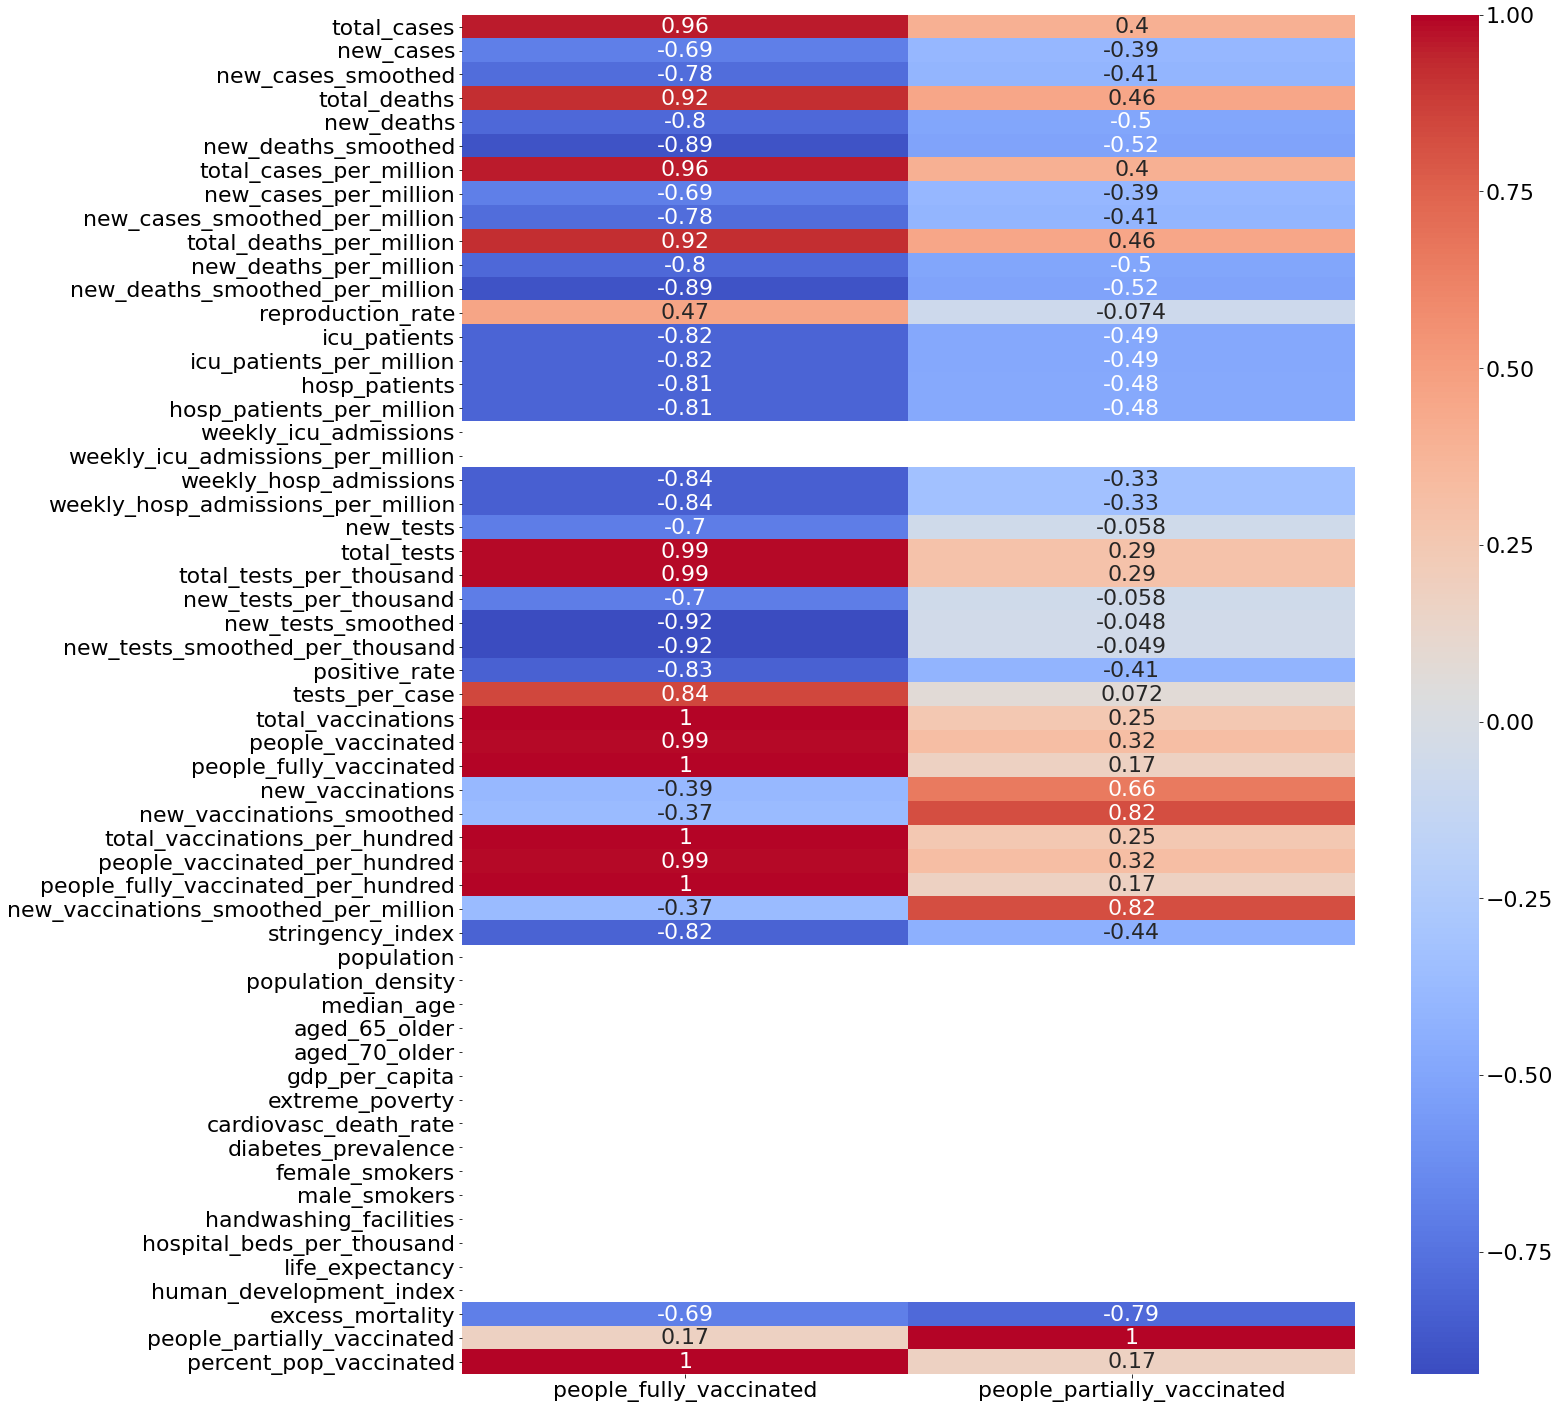 total_cases 0.96 0.4
new_cases -0.69 -0.39
new_cases_smoothed -0.78 -0.41
total_deaths 0.92 0.46
new_deaths -0.8 -0.5
new_deaths_smoothed -0.89 -0.52
total_cases_per_million 0.96 0.4
new_cases_per_million -0.69 -0.39
new_cases_smoothed_per_million -0.78 -0.41
total_deaths_per_million 0.92 0.46
new_deaths_per_million -0.8 -0.5
new_deaths_smoothed_per_million -0.89 -0.52
reproduction_rate 0.47 -0.074
icu_patients -0.82 -0.49
icu_patients_per_million -0.82 -0.49
hosp_patients -0.81 -0.48
hosp_patients_per_million -0.81 -0.48
weekly_icu_admissions
weekly_icu_admissions_per_million
weekly_hosp_admissions -0.84 -0.33
weekly_hosp_admissions_per_million -0.84 -0.33
new_tests -0.7 -0.058
total_tests 0.99 0.29
total_tests_per_thousand 0.99 0.29
new_tests_per_thousand -0.7 -0.058
new_tests_smoothed -0.92 -0.048
new_tests_smoothed_per_thousand -0.92 -0.049
positive_rate -0.83 -0.41
tests_per_case 0.84 0.072
total_vaccinations 1 0.25
people_vaccinated 0.99 0.32
people_fully_vaccinated 1 0.17
new_vaccinations -0.39 0.66
new_vaccinations_smoothed -0.37 0.82
total_vaccinations_per_hundred 1 0.25
people_vaccinated_per_hundred 0.99 0.32
people_fully_vaccinated_per_hundred 1 0.17
new_vaccinations_smoothed_per_million -0.37 0.82
stringency_index -0.82 -0.44
population
population_density
median_age
aged_65_older
aged_70_older
gdp_per_capita
extreme_poverty
cardiovasc_death_rate
diabetes_prevalence
female_smokers
male_smokers
handwashing_facilities
hospital_beds_per_thousand
life_expectancy
human_development_index
excess_mortality -0.69 -0.79
people_partially_vaccinated 0.17 1
percent_pop_vaccinated 1 0.17
people_fully_vaccinated people_partially_vaccinated
1.00
0.75
0.50
0.25
0.00
−0.25
−0.50
−0.75